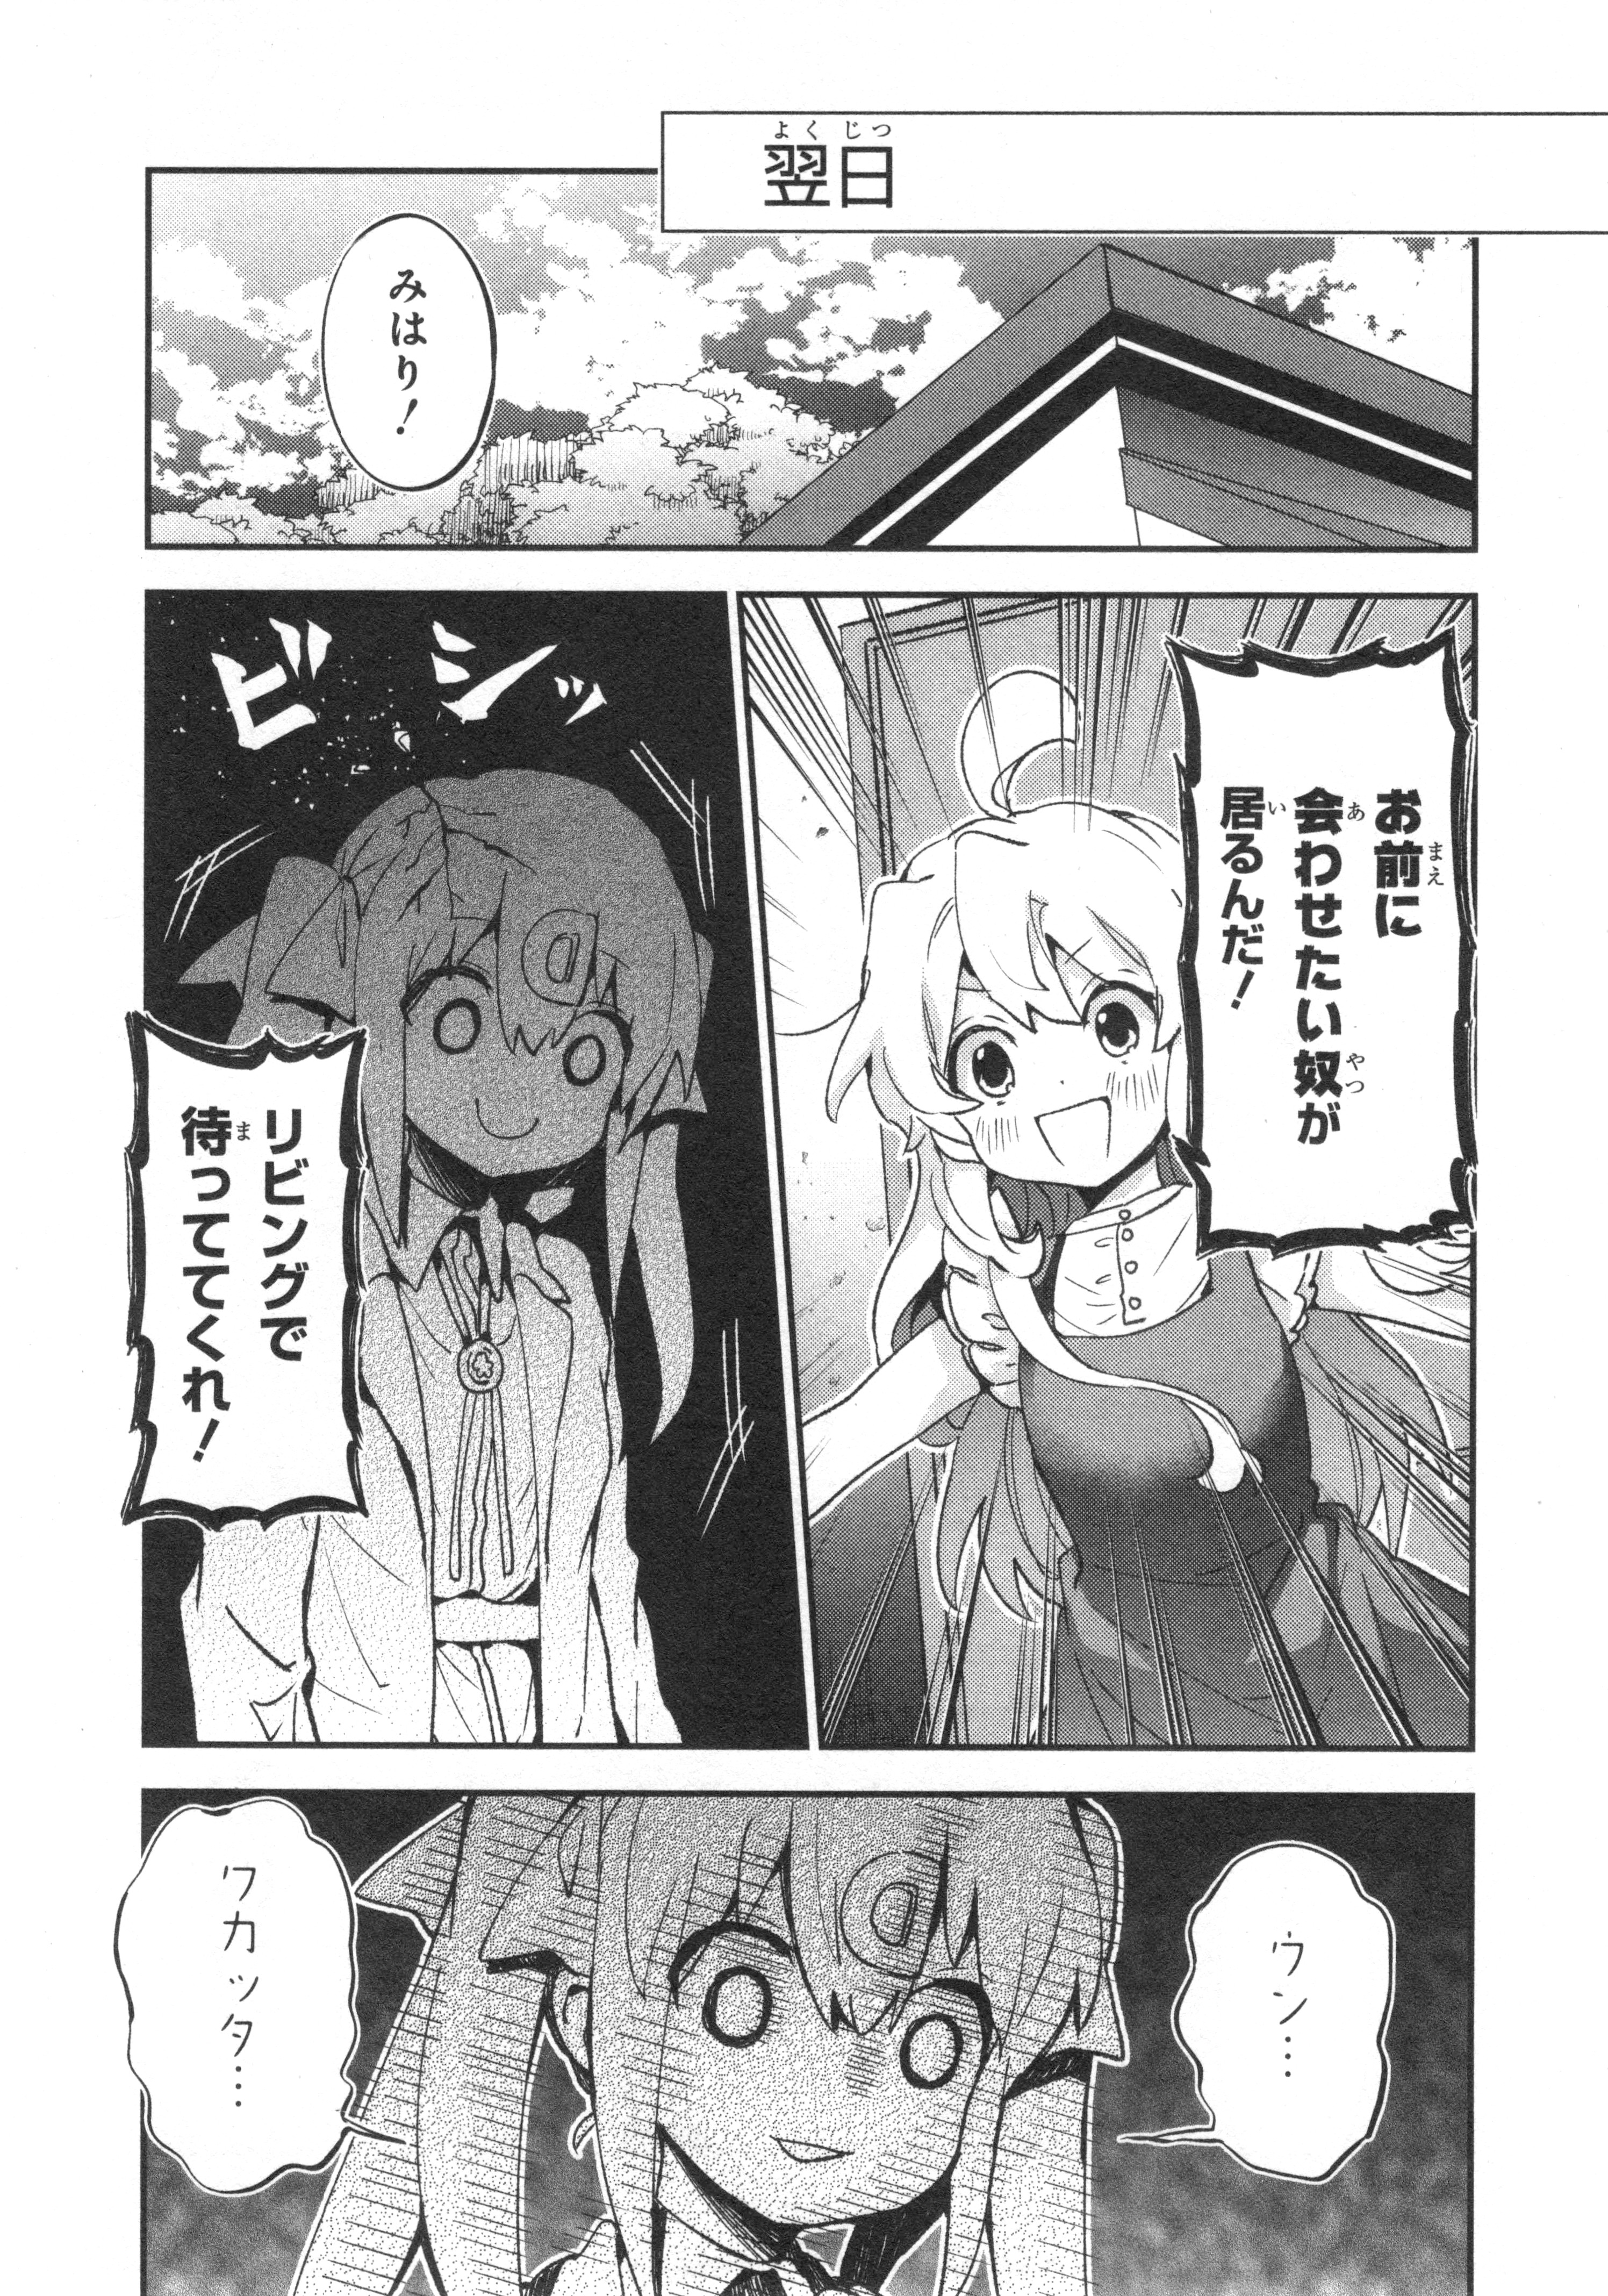 翌日
みはり!
お前に
会わせたい奴が
居るんだ!
ビシッ
リビングで
待っててくれ!
ウン…
ワカッタ…